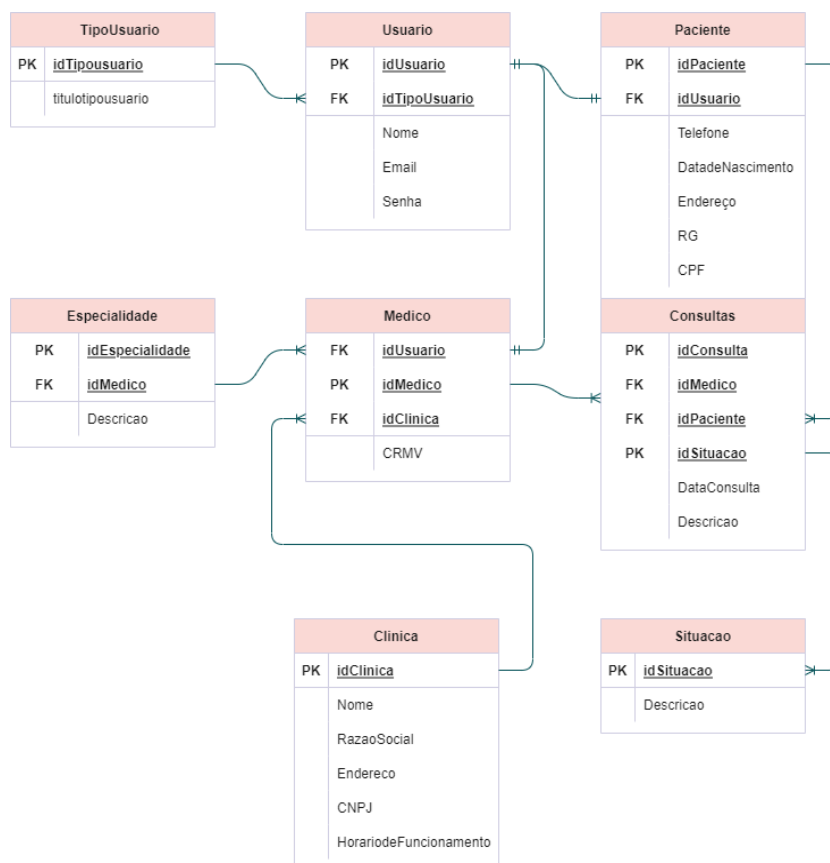 TipoUsuario
PK idTipousuario
titulotipousuario
Usuario
PK idUsuario
FK idTipoUsuario
Nome
Email
Senha
Paciente
PK idPaciente
FK idUsuario
Telefone
DatadeNascimento
Endereço
RG
CPF
Especialidade
PK idEspecialidade
FK idMedico
Descricao
Medico
FK idUsuario
PK idMedico
FK idClinica
CRMV
Consultas
PK idConsulta
FK idMedico
FK idPaciente
PK idSituacao
DataConsulta
Descricao
Clinica
PK idClinica
Nome
RazaoSocial
Endereco
CNPJ
HorariodeFuncionamento
Situacao
PK idSituacao
Descricao